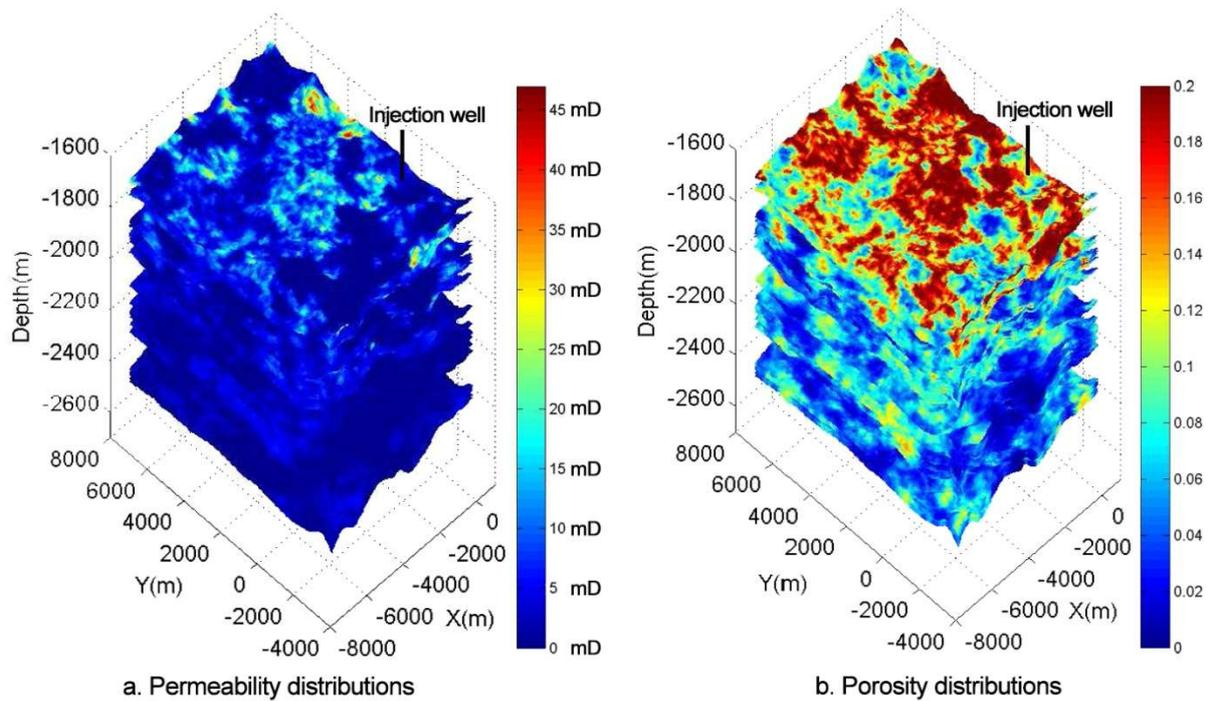 Injection well
-1600
-1800
-2000
-2200
-2400
-2600
Depth(m)
8000
6000
4000
2000
0
-2000
-4000
Y(m)
-8000
-6000
-4000
-2000
0
X(m)
45 mD
40 mD
35 mD
30 mD
25 mD
20 mD
15 mD
10 mD
5 mD
0 mD
a. Permeability distributions
Injection well
-1600
-1800
-2000
-2200
-2400
-2600
Depth(m)
8000
6000
4000
2000
0
-2000
-4000
Y(m)
-8000
-6000
-4000
-2000
0
X(m)
0.2
0.18
0.16
0.14
0.12
0.1
0.08
0.06
0.04
0.02
0
b. Porosity distributions